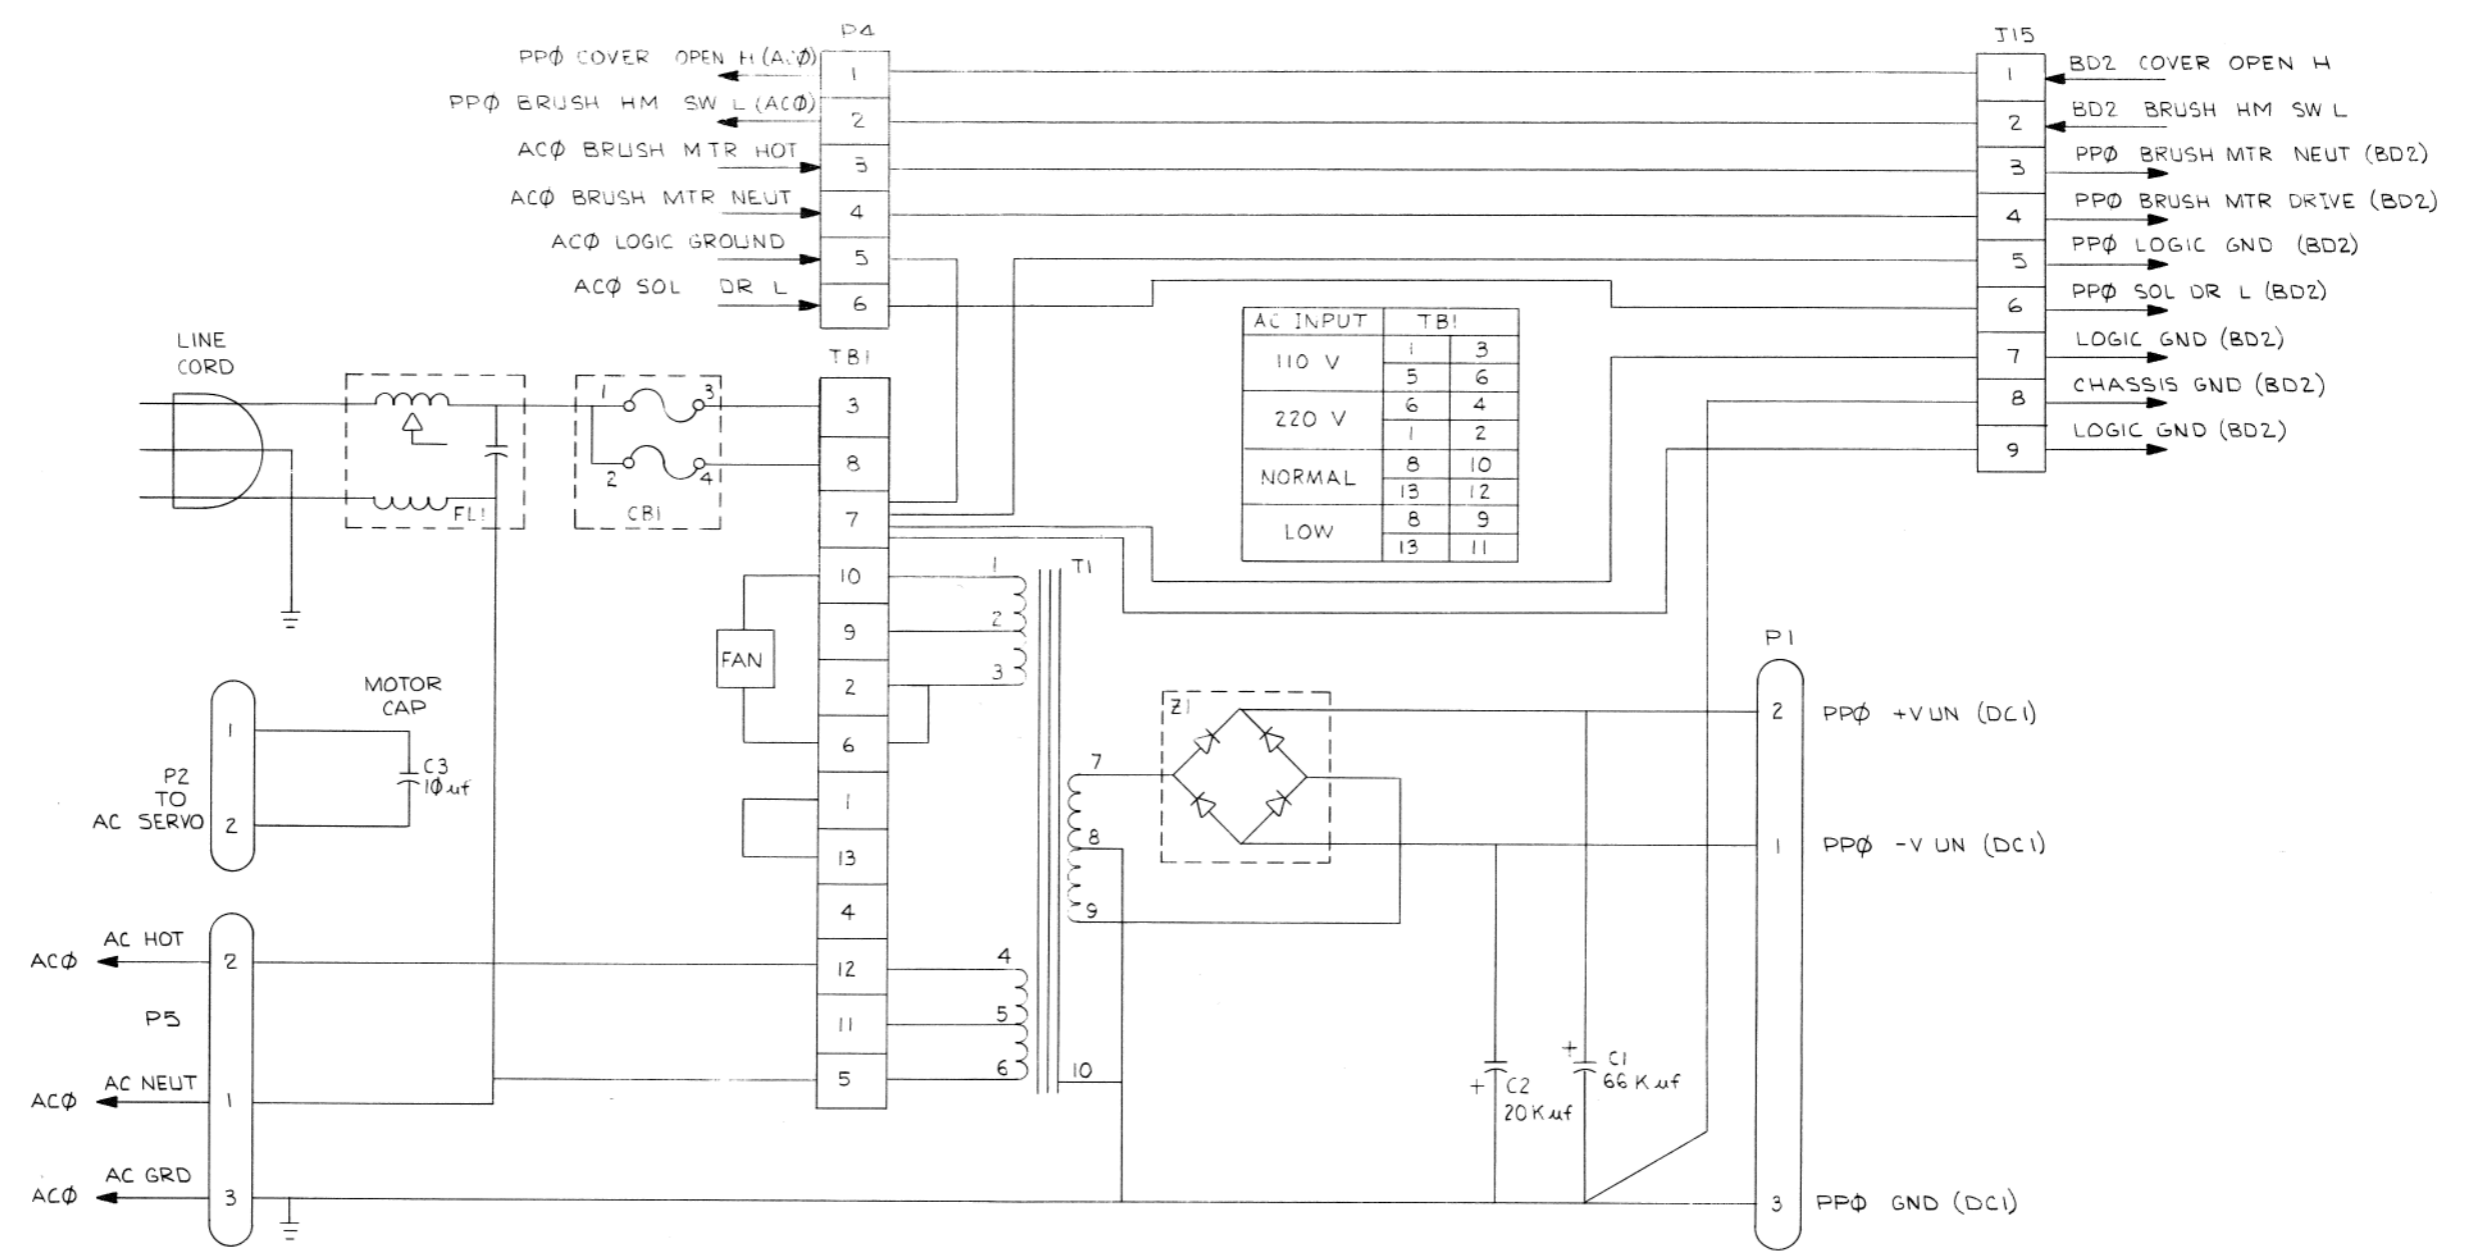 P4
PPØ COVER OPEN H (ACØ)
1
PPØ BRUSH HM SW L (ACØ)
2
ACØ BRUSH MTR HOT
3
ACØ BRUSH MTR NEUT
4
ACØ LOGIC GROUND
5
ACØ SOL DR L
6
J15
1 BD2 COVER OPEN H
2 BD2 BRUSH HM SW L
3 PPØ BRUSH MTR NEUT (BD2)
4 PPØ BRUSH MTR DRIVE (BD2)
5 PPØ LOGIC GND (BD2)
6 PPØ SOL DR L (BD2)
7 LOGIC GND (BD2)
8 CHASSIS GND (BD2)
9 LOGIC GND (BD2)
AC INPUT TB1
110 V 1 3
5 6
220 V 6 4
1 2
NORMAL 8 10
13 12
LOW 8 9
13 11
LINE
CORD
FL1
1 3
2 4
CB1
TB1
3
8
7
10
9
2
6
1
13
4
12
11
5
FAN
1
2
3
T1
4
5
6
7
8
9
10
Z1
MOTOR
CAP
C3
10 uf
1
P2
TO
AC SERVO
2
AC HOT
ACØ 2
P5
AC NEUT
ACØ 1
AC GRD
ACØ 3
+ C2
20K uf
+ C1
66K uf
P1
2 PPØ +V UN (DC1)
1 PPØ -V UN (DC1)
3 PPØ GND (DC1)